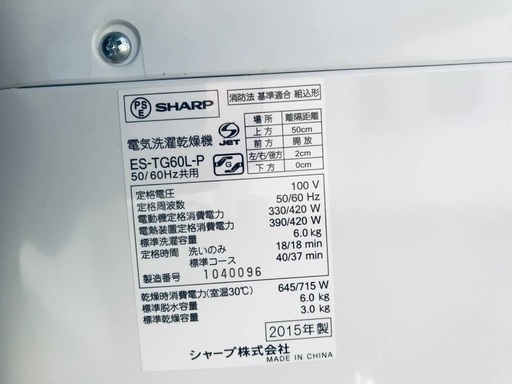 PS
E
SHARP
消防法 基準適合 組込形
電気洗濯乾燥機
S
JET
ES-TG60L-P
50/60Hz共用
G
場所 離隔距離
上方 50cm
前方 開放
左/右/後方 2cm
下方 0cm
定格電圧 100 V
定格周波数 50/60 Hz
電動機定格消費電力 330/420 W
電熱装置定格消費電力 390/420 W
標準洗濯容量 6.0kg
定格時間 洗いのみ 18/18 min
標準コース 40/37 min
製造番号 1040096
乾燥時消費電力(室温30℃) 645/715 W
標準脱水容量 6.0 kg
標準乾燥容量 3.0 kg
2015年製
シャープ株式会社
MADE IN CHINA